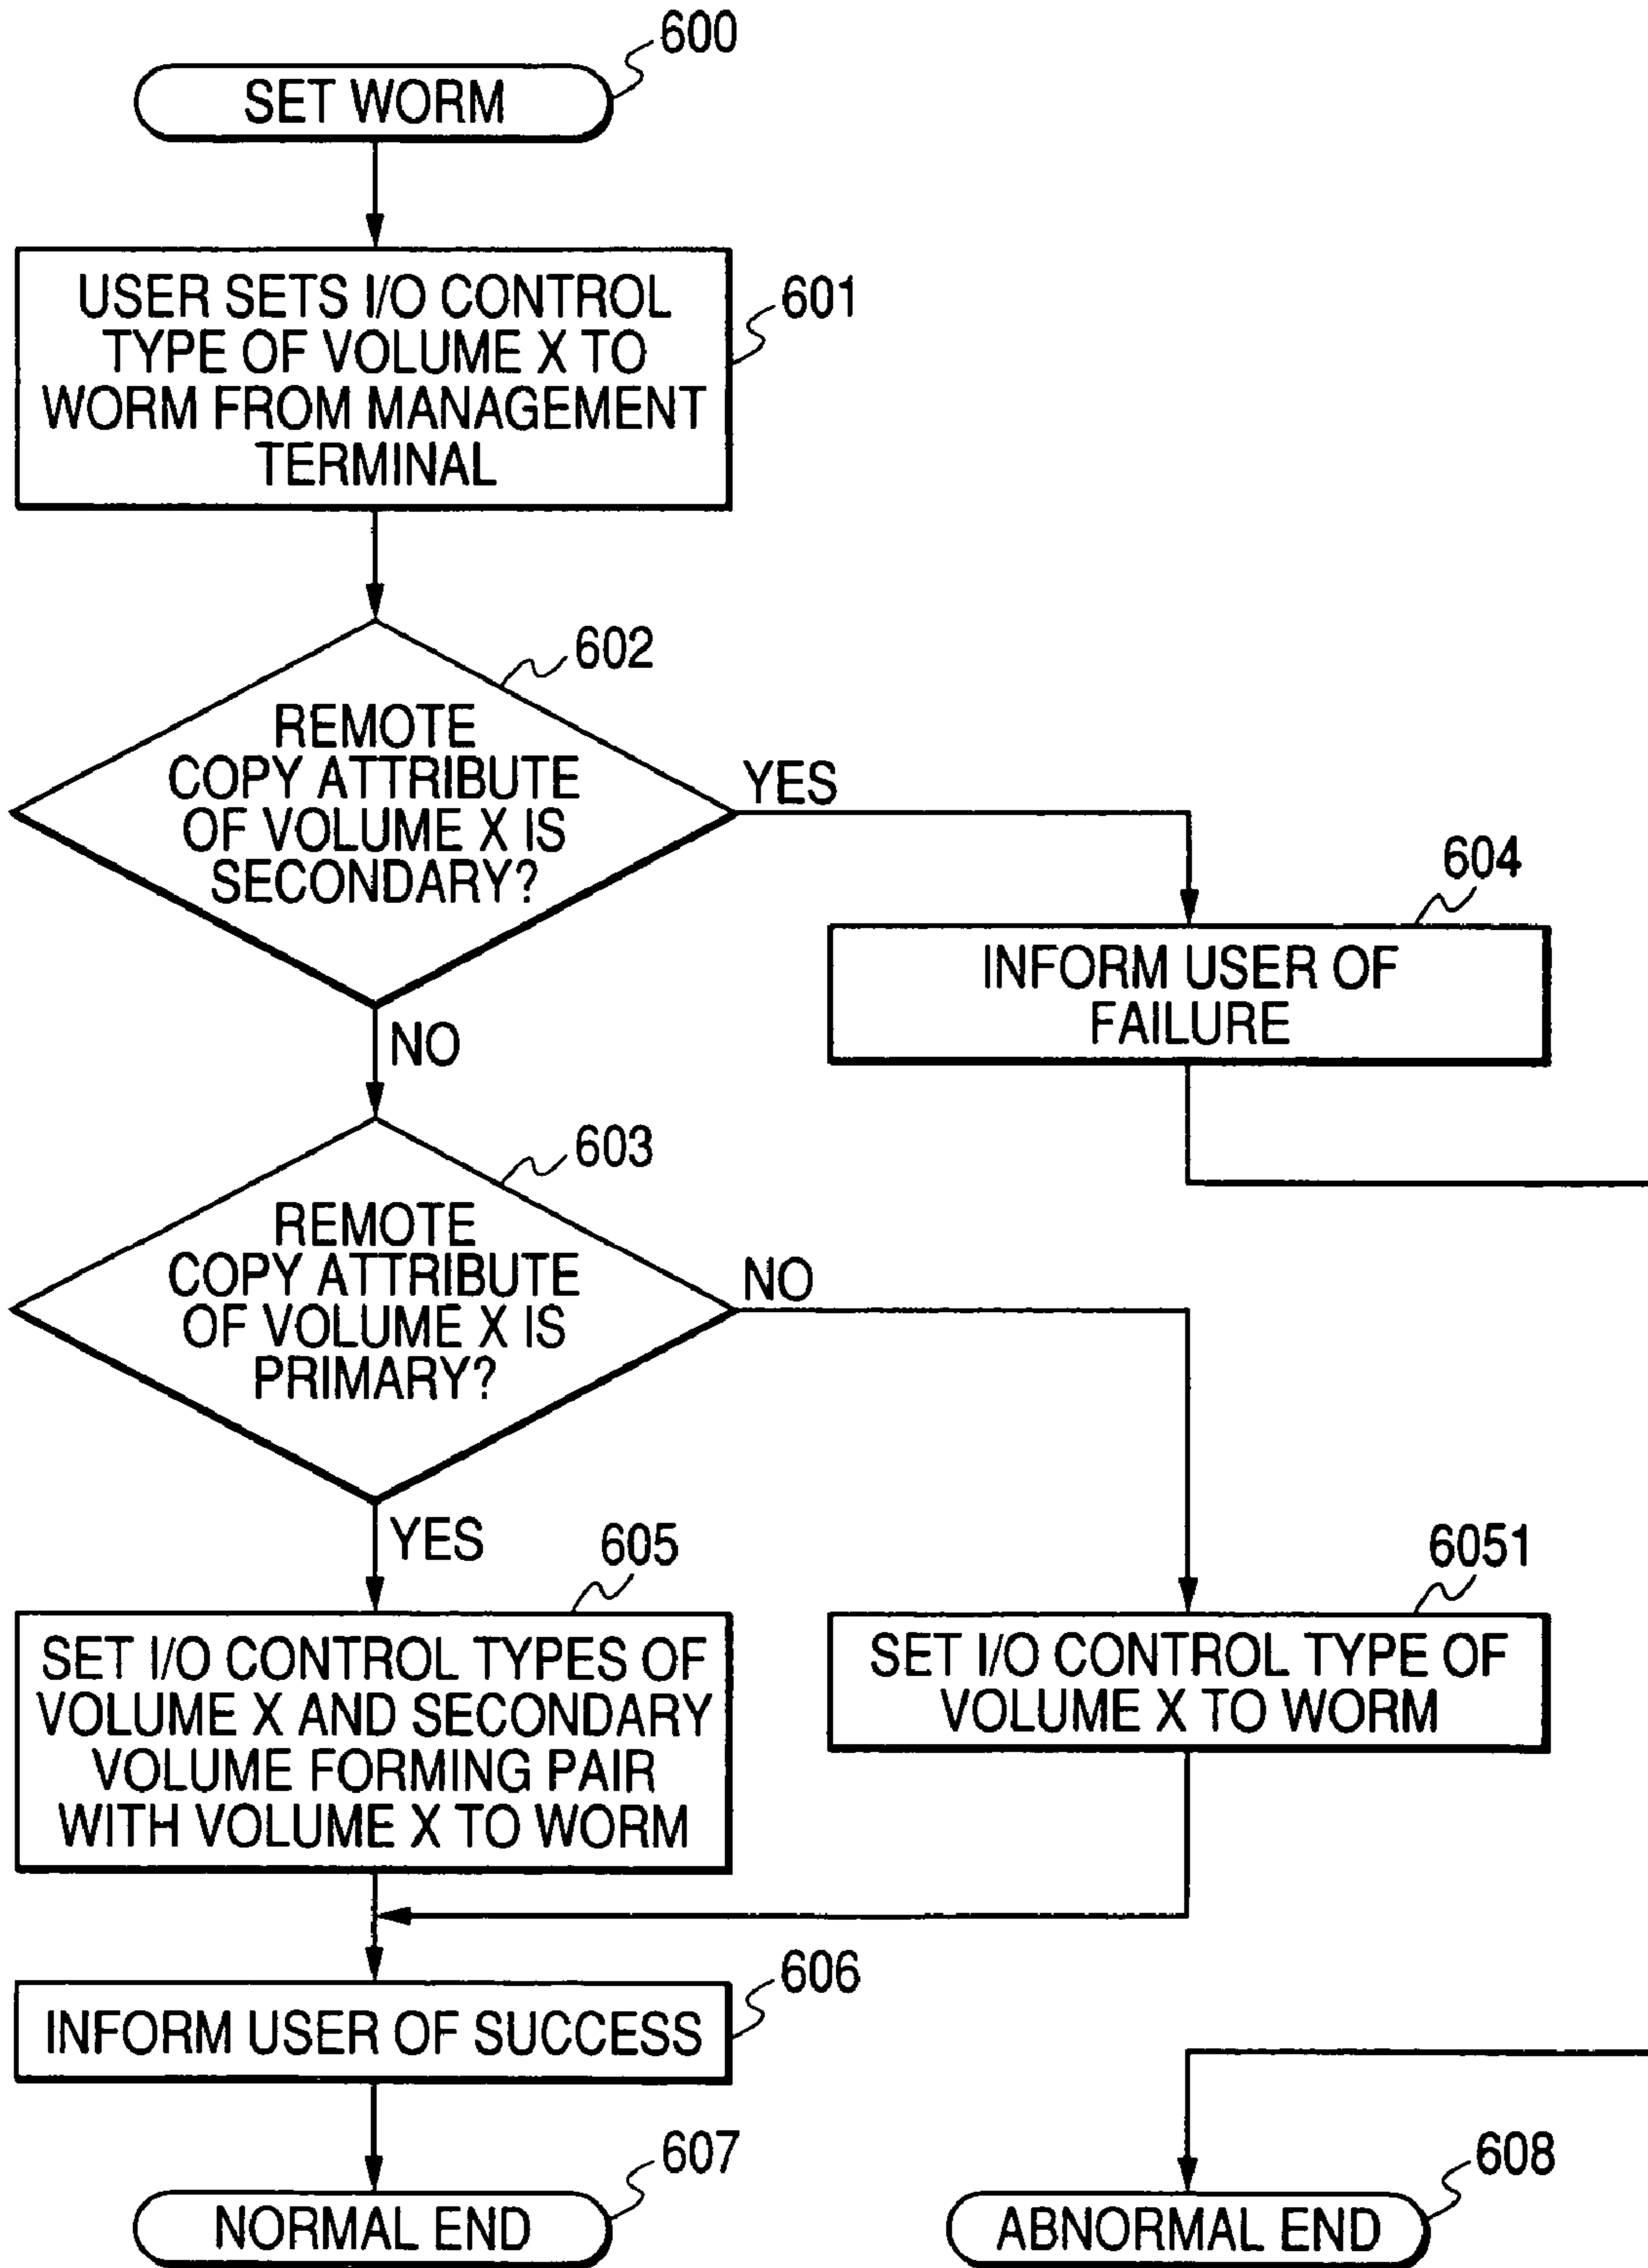 600
SET WORM
USER SETS I/O CONTROL
TYPE OF VOLUME X TO
WORM FROM MANAGEMENT
TERMINAL
601
602
REMOTE
COPY ATTRIBUTE
OF VOLUME X IS
SECONDARY?
YES
NO
604
INFORM USER OF
FAILURE
603
REMOTE
COPY ATTRIBUTE
OF VOLUME X IS
PRIMARY?
NO
YES
605
SET I/O CONTROL TYPES OF
VOLUME X AND SECONDARY
VOLUME FORMING PAIR
WITH VOLUME X TO WORM
6051
SET I/O CONTROL TYPE OF
VOLUME X TO WORM
606
INFORM USER OF SUCCESS
607
NORMAL END
608
ABNORMAL END